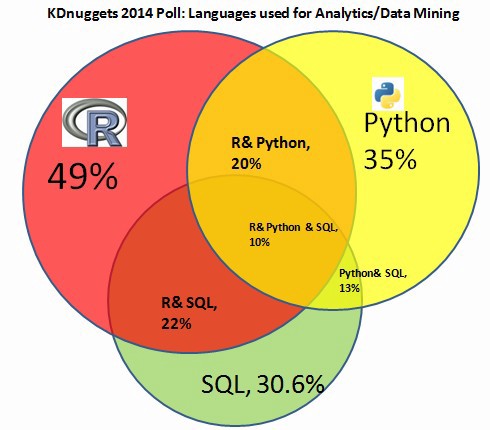 KDnuggets 2014 Poll: Languages used for Analytics/Data Mining
R
49%
Python
35%
R& Python,
20%
R& Python & SQL,
10%
Python& SQL,
13%
R& SQL,
22%
SQL, 30.6%